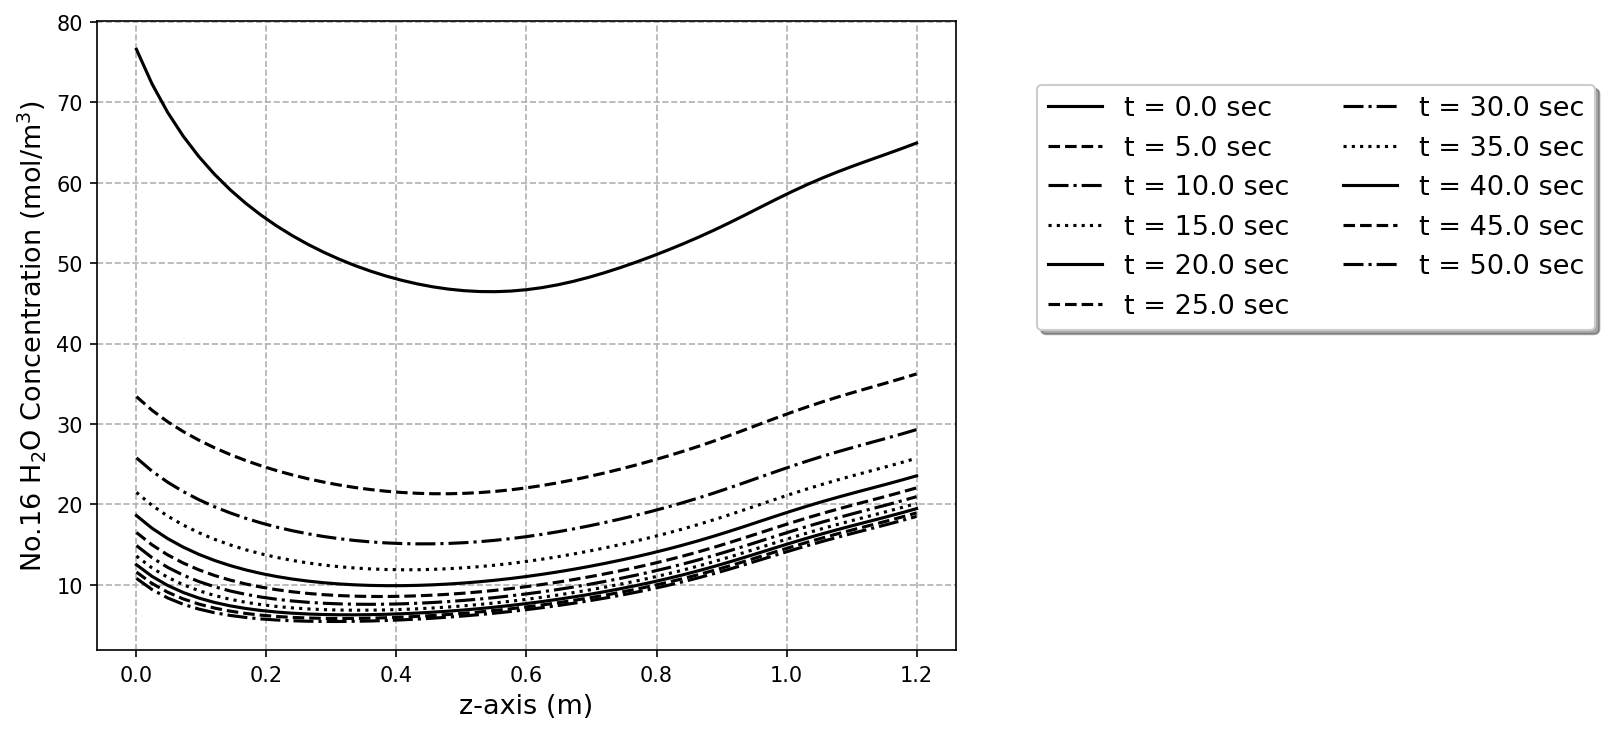 80
70
60
50
40
30
20
10
No.16 H₂O Concentration (mol/m³)
0.0 0.2 0.4 0.6 0.8 1.0 1.2
z-axis (m)
t = 0.0 sec
t = 5.0 sec
t = 10.0 sec
t = 15.0 sec
t = 20.0 sec
t = 25.0 sec
t = 30.0 sec
t = 35.0 sec
t = 40.0 sec
t = 45.0 sec
t = 50.0 sec